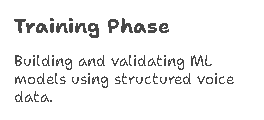 Training Phase
Building and validating ML
models using structured voice
data.